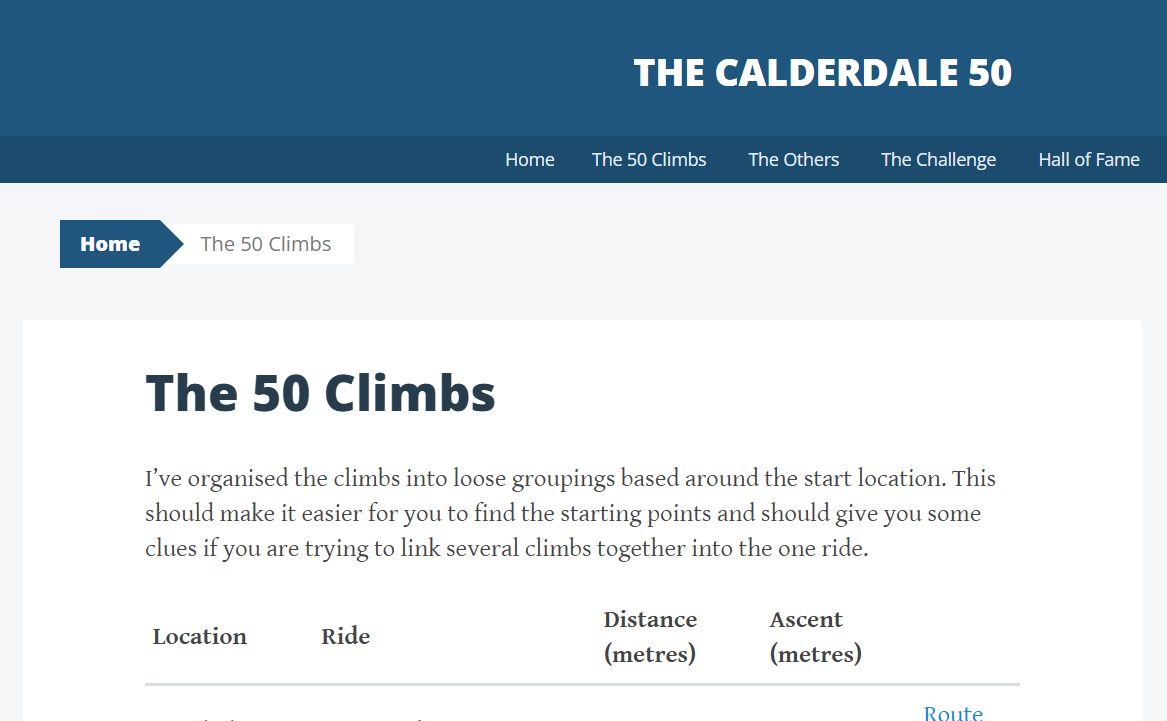 THE CALDERDALE 50
Home The 50 Climbs The Others The Challenge Hall of Fame
Home The 50 Climbs
The 50 Climbs
I’ve organised the climbs into loose groupings based around the start location. This
should make it easier for you to find the starting points and should give you some
clues if you are trying to link several climbs together into the one ride.
Location Ride Distance (metres) Ascent (metres)
Route